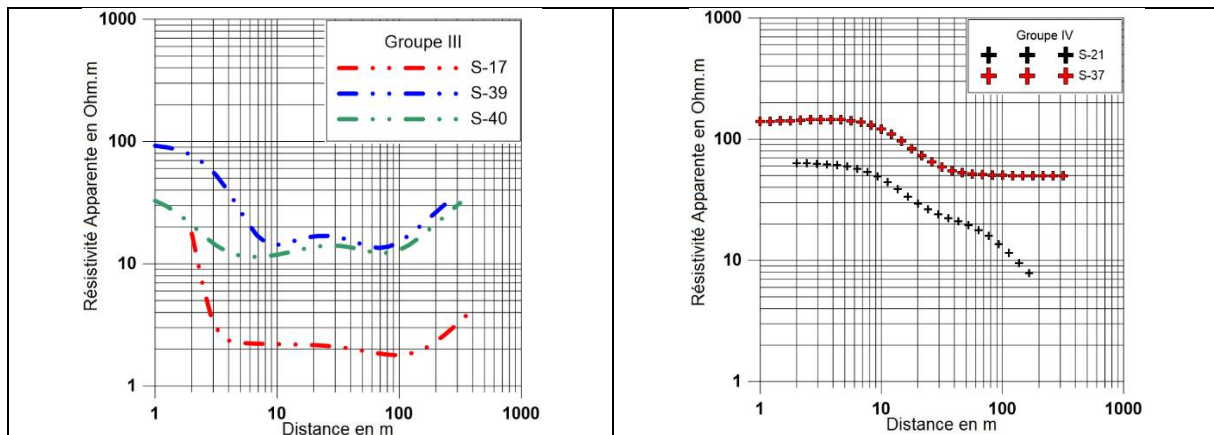 Résistivité Apparente en Ohm.m
1000
100
10
1
Groupe III
S-17
S-39
S-40
1
10
100
1000
Distance en m
Résistivité Apparente en Ohm.m
1000
100
10
1
Groupe IV
S-21
S-37
1
10
100
1000
Distance en m